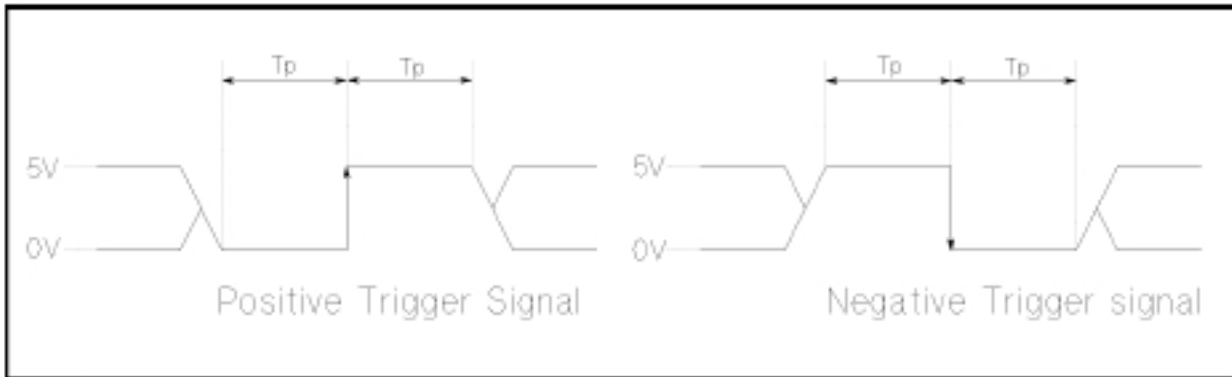 Tp Tp Tp Tp
5V 5V
0V 0V
Positive Trigger Signal
Negative Trigger signal